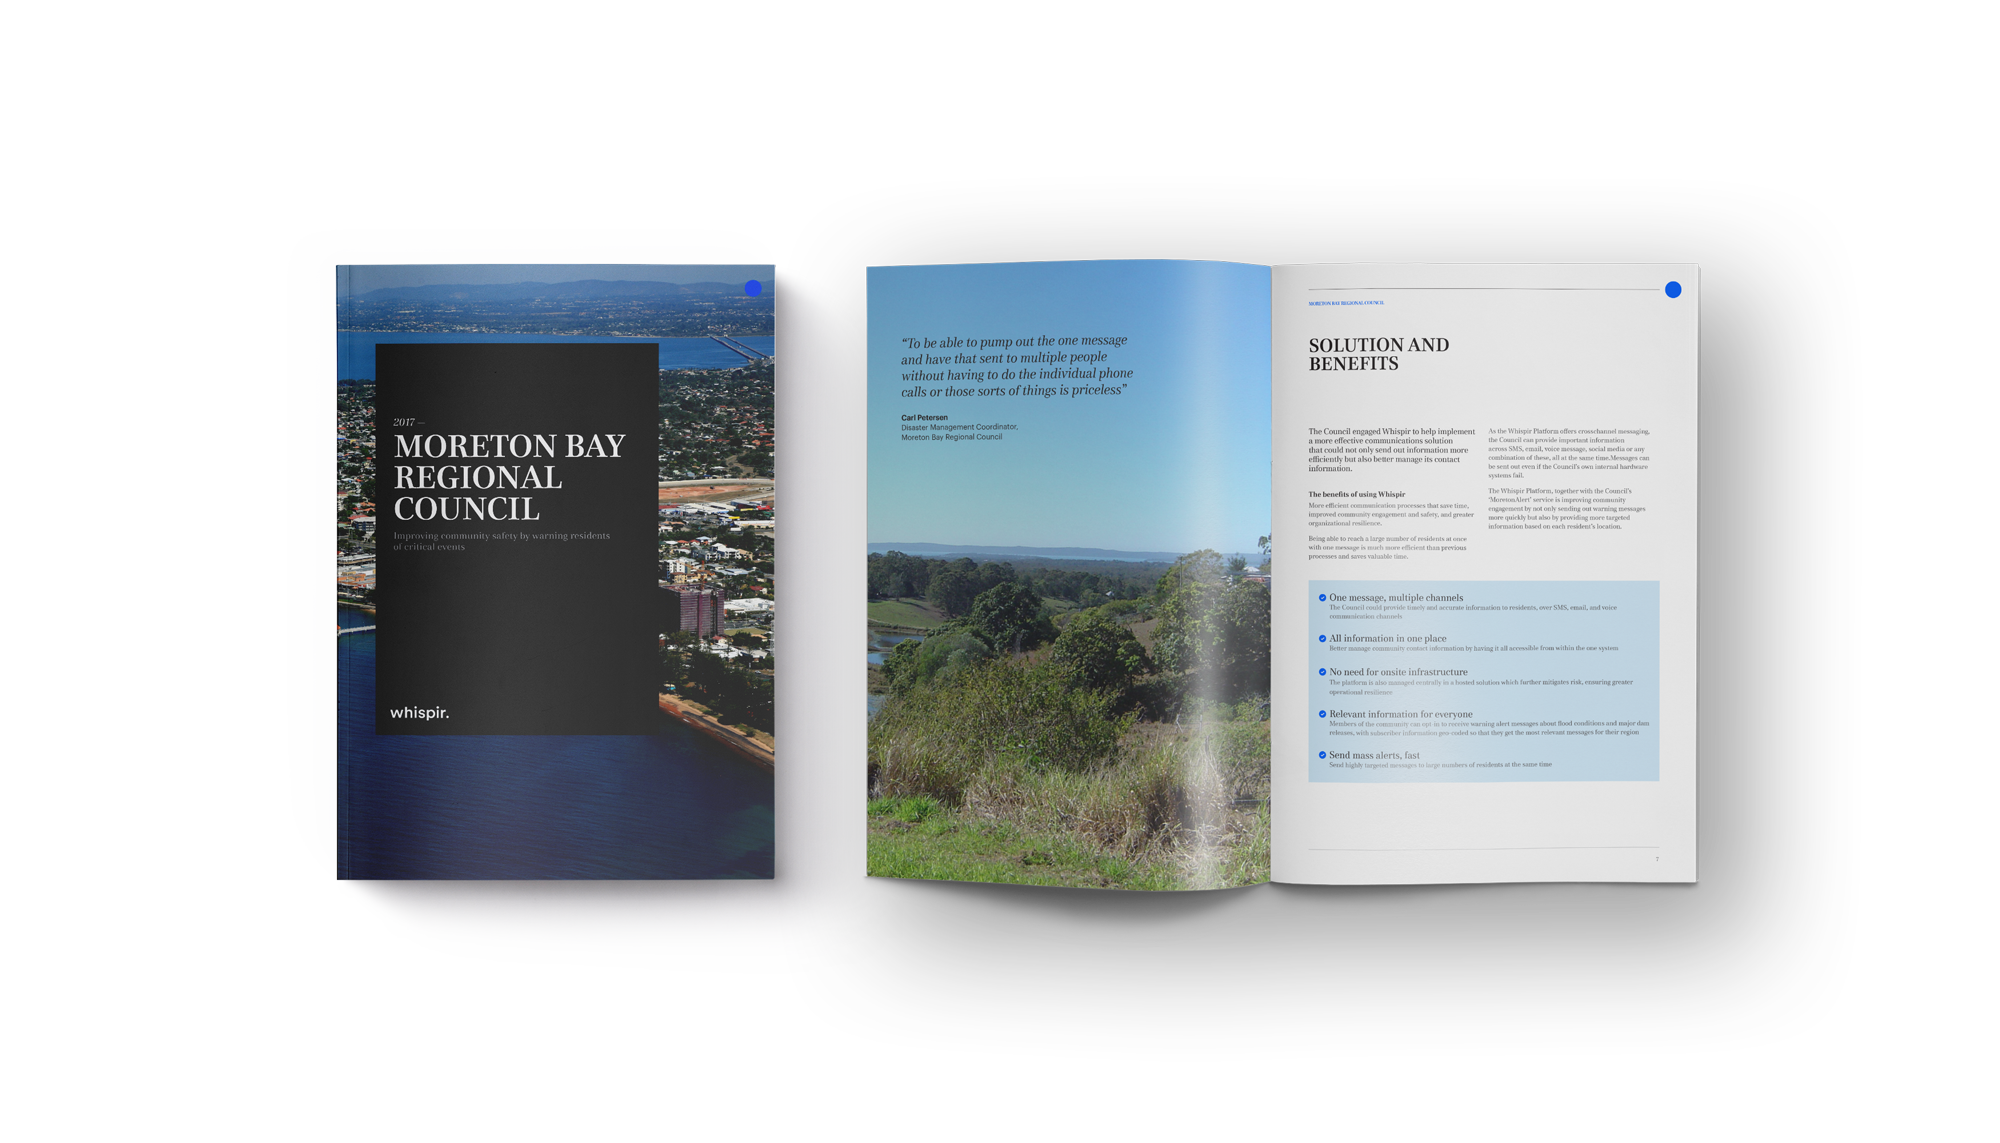 2017 —
MORETON BAY
REGIONAL
COUNCIL
Improving community safety by warning residents
of critical events
whispir.
“To be able to pump out the one message
and have that sent to multiple people
without having to do the individual phone
calls or those sorts of things is priceless”
Carl Petersen
Disaster Management Coordinator,
Moreton Bay Regional Council
MORETON BAY REGIONAL COUNCIL
SOLUTION AND
BENEFITS
The Council engaged Whispir to help implement
a more effective communications solution
that could not only send out information more
efficiently but also better manage its contact
information.
The benefits of using Whispir
More efficient communication processes that save time,
improved community engagement and safety, and greater
organizational resilience.
Being able to reach a large number of residents at once
with one message is much more efficient than previous
processes and saves valuable time.
As the Whispir Platform offers crosschannel messaging,
the Council can provide important information
across SMS, email, voice message, social media or any
combination of these, all at the same time.Messages can
be sent out even if the Council's own internal hardware
systems fail.
The Whispir Platform, together with the Council's
'MoretonAlert' service is improving community
engagement by not only sending out warning messages
more quickly but also by providing more targeted
information based on each resident's location.
One message, multiple channels
The Council could provide timely and accurate information to residents, over SMS, email, and voice
communication channels
All information in one place
Better manage community contact information by having it all accessible from within the one system
No need for onsite infrastructure
The platform is also managed centrally in a hosted solution which further mitigates risk, ensuring greater
operational resilience
Relevant information for everyone
Members of the community can opt-in to receive warning alert messages about flood conditions and major dam
releases, with subscriber information geo-coded so that they get the most relevant messages for their region
Send mass alerts, fast
Send highly targeted messages to large numbers of residents at the same time
7